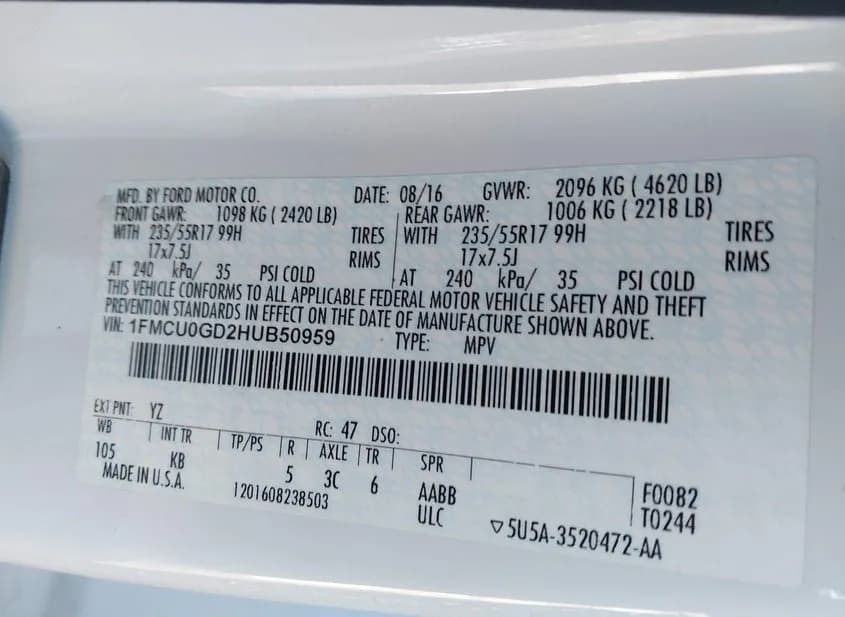 MFD. BY FORD MOTOR CO. DATE: 08/16 GVWR: 2096 KG ( 4620 LB)
FRONT GAWR: 1098 KG ( 2420 LB) REAR GAWR: 1006 KG ( 2218 LB)
WITH 235/55R17 99H TIRES WITH 235/55R17 99H TIRES
17x7.5J RIMS 17x7.5J RIMS
AT 240 kPa/ 35 PSI COLD AT 240 kPa/ 35 PSI COLD
THIS VEHICLE CONFORMS TO ALL APPLICABLE FEDERAL MOTOR VEHICLE SAFETY AND THEFT
PREVENTION STANDARDS IN EFFECT ON THE DATE OF MANUFACTURE SHOWN ABOVE.
VIN: 1FMCU0GD2HUB50959 TYPE: MPV
EXT PNT: YZ RC: 47 DSO:
WB INT TR TP/PS R AXLE TR SPR
105 KB 5 3C 6 AABB F0082
MADE IN U.S.A. 1201608238503 ULC T0244
▽5U5A-3520472-AA